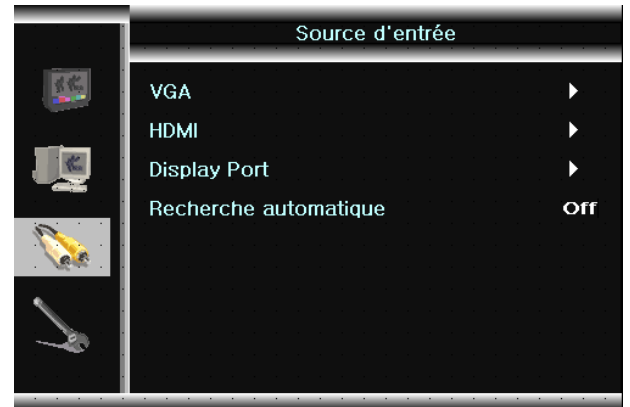 Source d'entrée
VGA
HDMI
Display Port
Recherche automatique Off